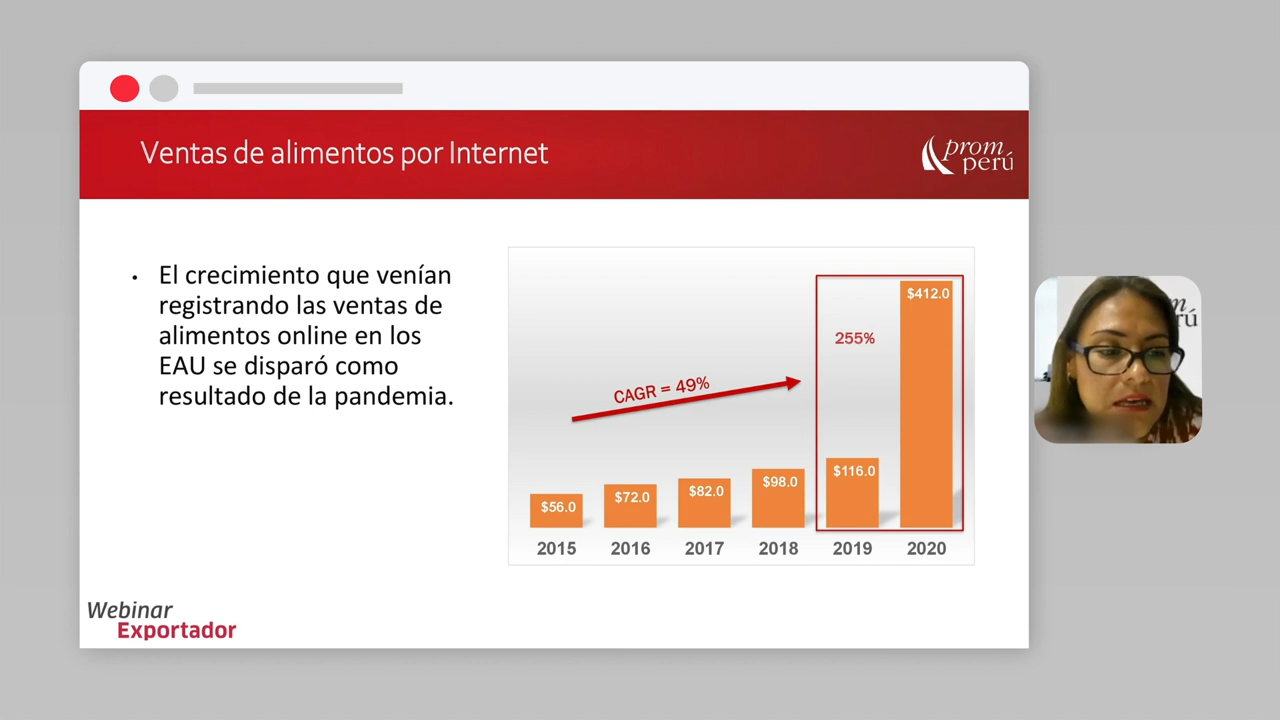 Ventas de alimentos por Internet
prom
perú
• El crecimiento que venían
registrando las ventas de
alimentos online en los
EAU se disparó como
resultado de la pandemia.
$412.0
255%
CAGR = 49%
$56.0
$72.0
$82.0
$98.0
$116.0
2015
2016
2017
2018
2019
2020
Webinar
Exportador